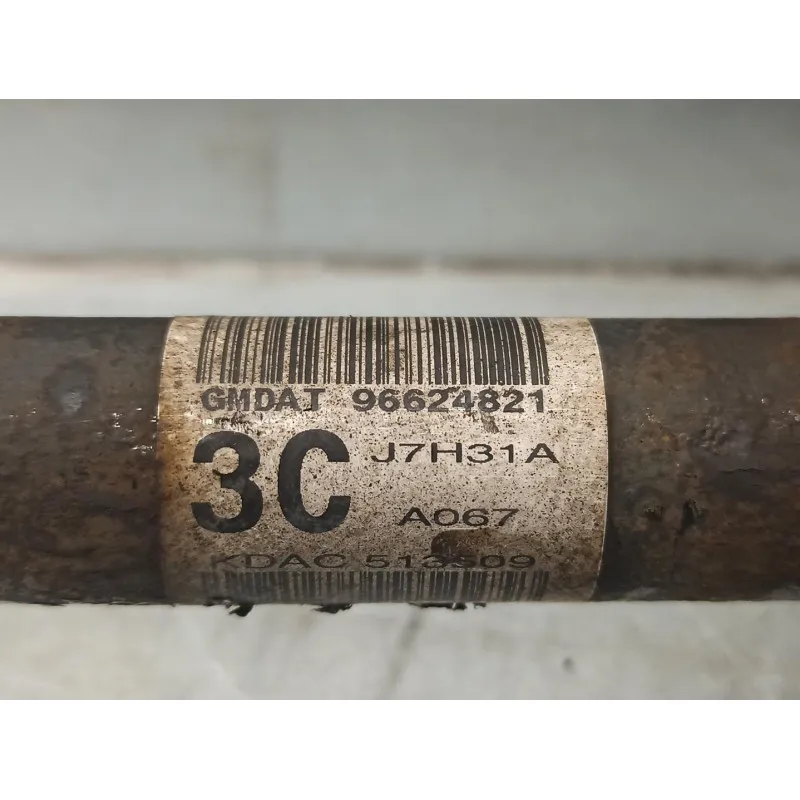 GMDAT 96624821
3C J7H31A
A067
KDAC